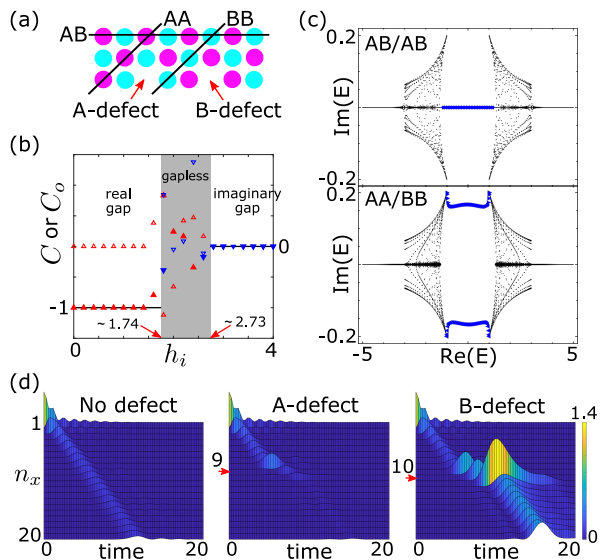 (a)
AB
AA
BB
A-defect
B-defect
(b)
C or C_o
real gap
gapless
imaginary gap
0
-1
~1.74
~2.73
0
h_i
4
(c)
0.2
AB/AB
Im(E)
-0.2
0.2
AA/BB
Im(E)
-0.2
-5
Re(E)
5
(d)
No defect
A-defect
B-defect
1
n_x
20
9
10
1.4
0
0
time
20
0
time
20
0
time
20